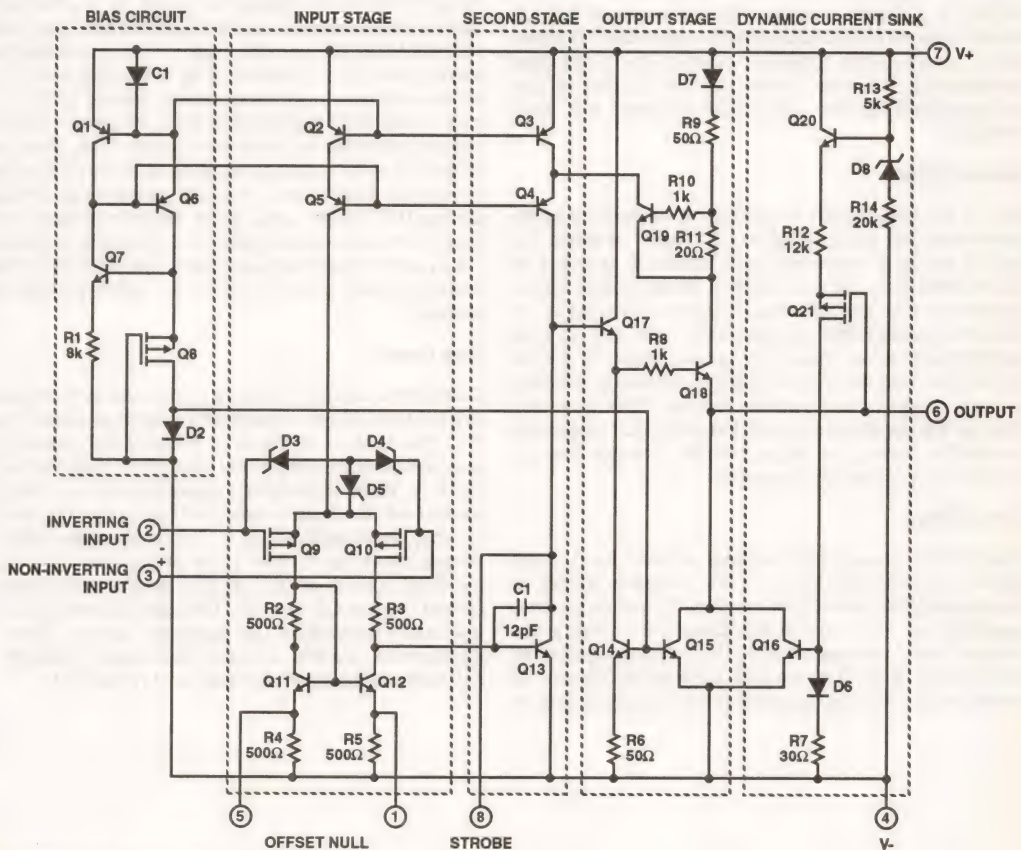 BIAS CIRCUIT
INPUT STAGE
SECOND STAGE
OUTPUT STAGE
DYNAMIC CURRENT SINK
7 V+
C1
D7
R13
5k
Q1
Q2
Q3
R9
50Ω
Q20
D8
Q6
Q5
Q4
R10
1k
Q19
R11
20Ω
R14
20k
R12
12k
Q7
Q21
Q17
R1
8k
Q8
R8
1k
Q18
6 OUTPUT
D2
D3
D4
D5
INVERTING
INPUT
2
-
Q9
Q10
NON-INVERTING
INPUT
3
+
R2
500Ω
R3
500Ω
C1
12pF
Q13
Q14
Q15
Q16
Q11
Q12
D6
R4
500Ω
R5
500Ω
R6
50Ω
R7
30Ω
5
1
8
4
OFFSET NULL
STROBE
V-